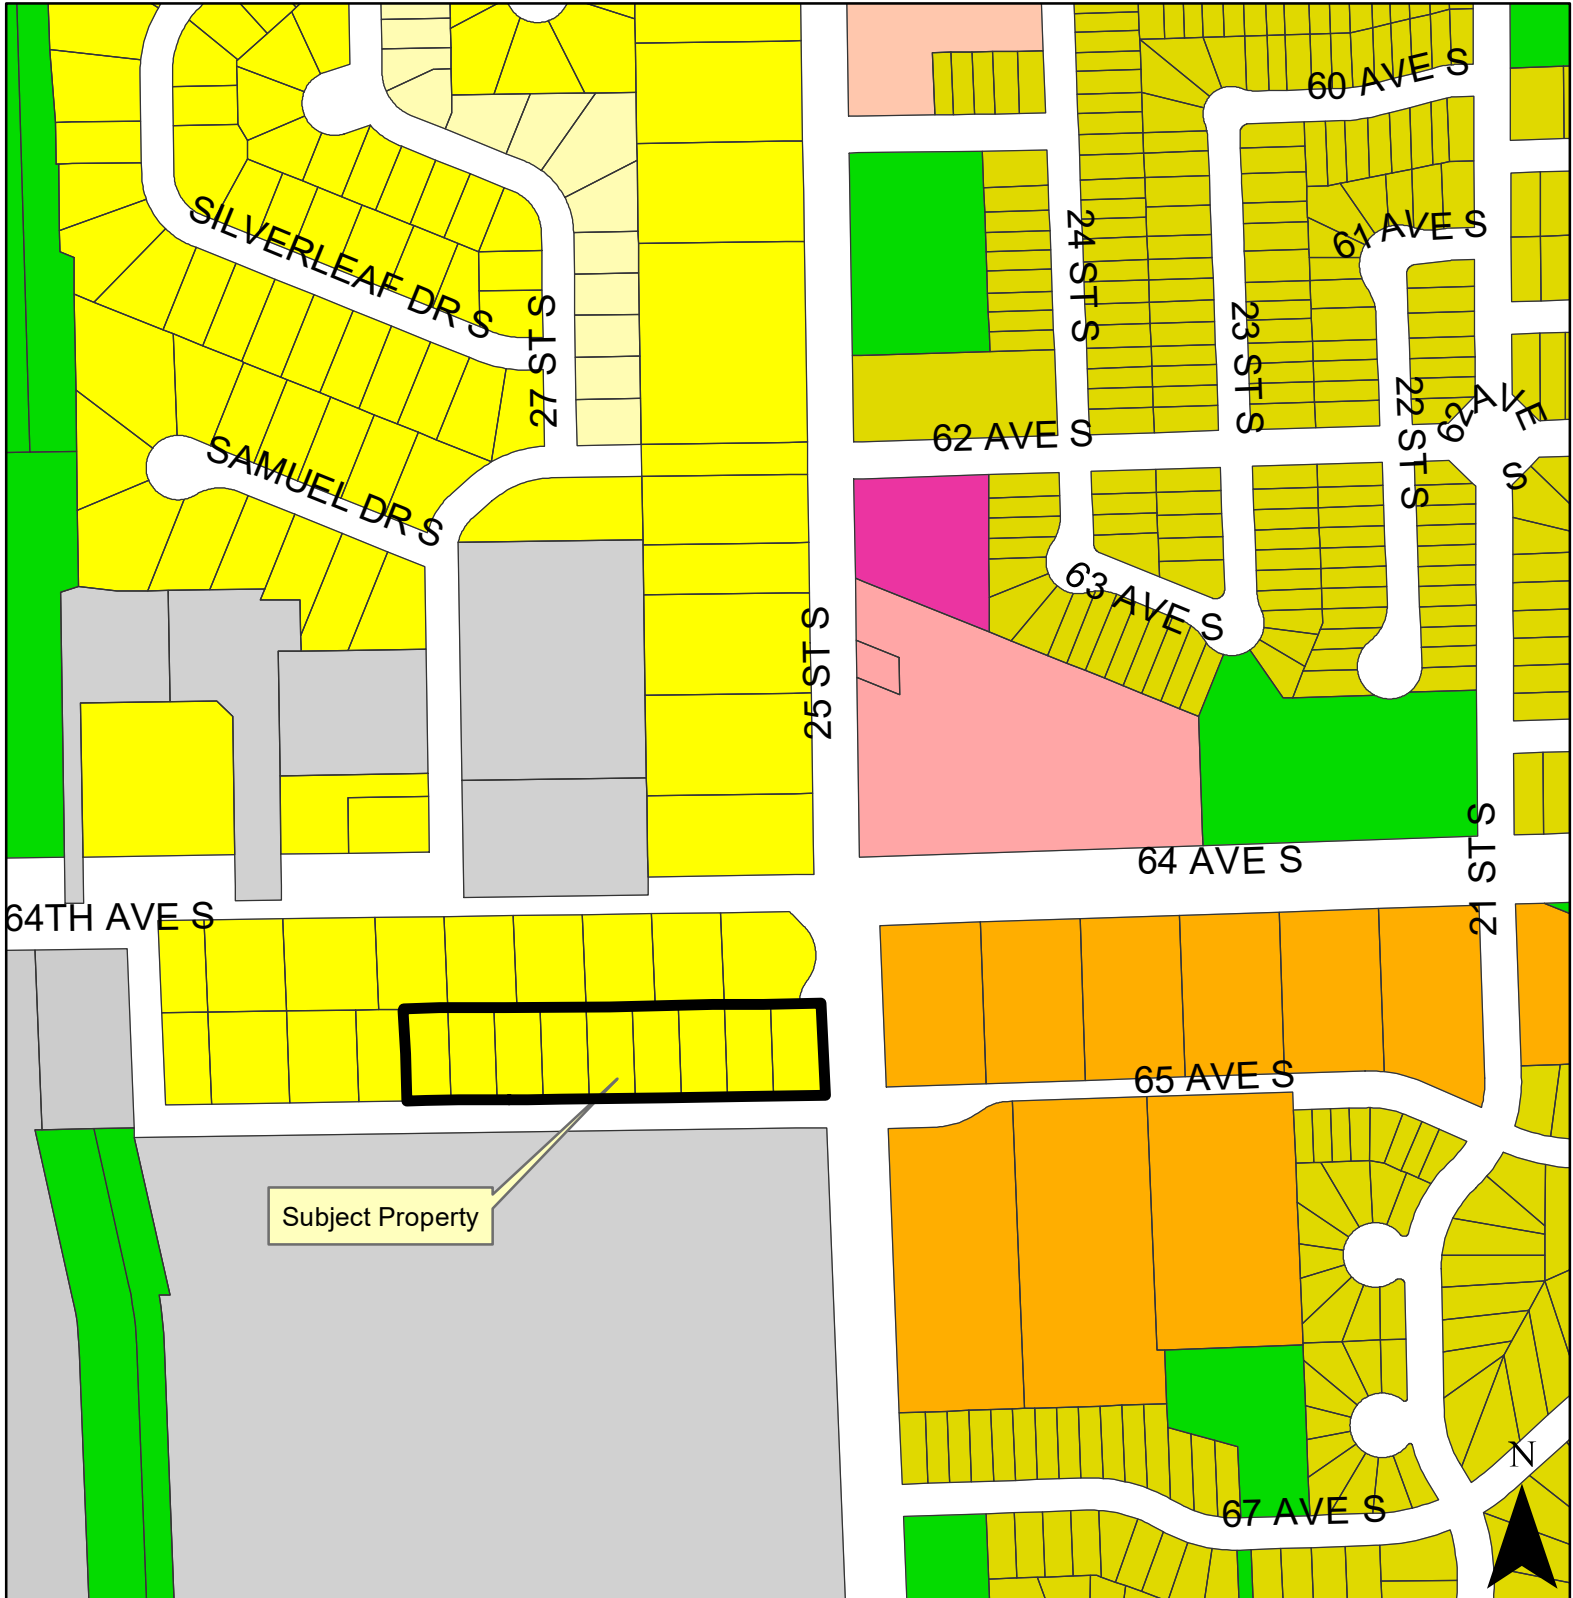 60 AVE S
SILVERLEAF DR S
24 ST S
61 AVE S
27 ST S
23 ST S
22 ST S
62 AVE S
62 AVE S
SAMUEL DR S
63 AVE S
25 ST S
64 AVE S
21 ST S
64TH AVE S
65 AVE S
Subject Property
N
67 AVE S